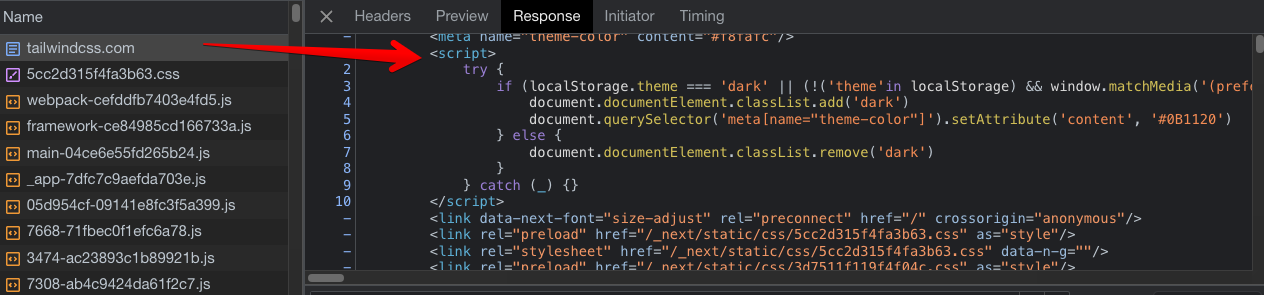 Name
tailwindcss.com
5cc2d315f4fa3b63.css
webpack-cefddfb7403e4fd5.js
framework-ce84985cd166733a.js
main-04ce6e55fd265b24.js
_app-7dfc7c9aefda703e.js
05d954cf-09141e8fc3f5a399.js
7668-71fbec0f1efc6a78.js
3474-ac23893c1b89921b.js
7308-ab4c9424da61f2c7.js
Headers Preview Response Initiator Timing
– <meta name="theme-color" content="#f8fafc"/>
– <script>
2 try {
3 if (localStorage.theme === 'dark' || (!('theme'in localStorage) && window.matchMedia('(prefe
4 document.documentElement.classList.add('dark')
5 document.querySelector('meta[name="theme-color"]').setAttribute('content', '#0B1120')
6 } else {
7 document.documentElement.classList.remove('dark')
8 }
9 } catch (_) {}
10 </script>
– <link data-next-font="size-adjust" rel="preconnect" href="/" crossorigin="anonymous"/>
– <link rel="preload" href="/_next/static/css/5cc2d315f4fa3b63.css" as="style"/>
– <link rel="stylesheet" href="/_next/static/css/5cc2d315f4fa3b63.css" data-n-g=""/>
– <link rel="preload" href="/_next/static/css/3d7511f119f4f04c.css" as="style"/>